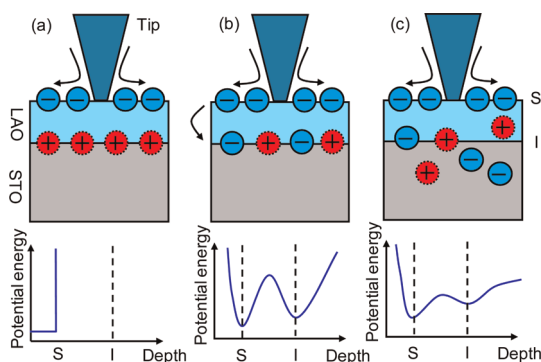 (a) Tip (b) (c)
S
LAO
I
STO
Potential energy
S I Depth
Potential energy
S I Depth
Potential energy
S I Depth